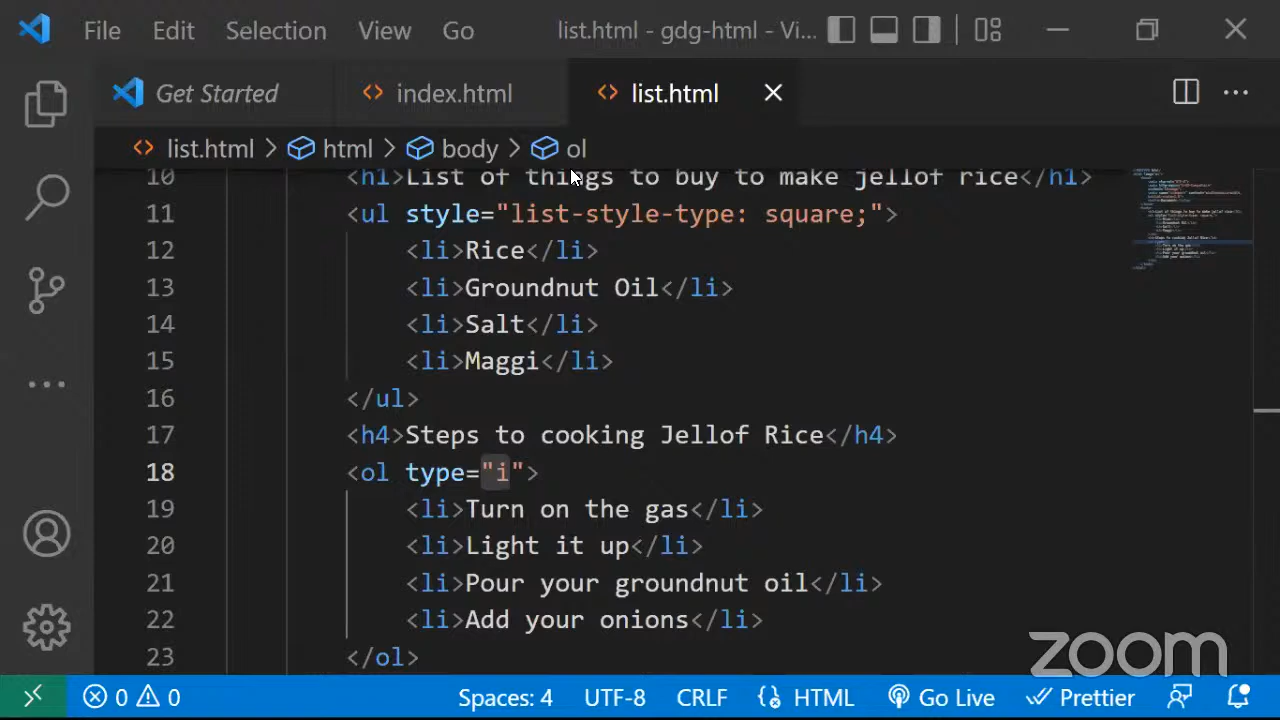 File Edit Selection View Go list.html - gdg-html - Vi...
Get Started index.html list.html
list.html > html > body > ol
10 <h1>List of things to buy to make jellof rice</h1>
11 <ul style="list-style-type: square;">
12 <li>Rice</li>
13 <li>Groundnut Oil</li>
14 <li>Salt</li>
15 <li>Maggi</li>
16 </ul>
17 <h4>Steps to cooking Jellof Rice</h4>
18 <ol type="i">
19 <li>Turn on the gas</li>
20 <li>Light it up</li>
21 <li>Pour your groundnut oil</li>
22 <li>Add your onions</li>
23 </ol>
zoom
0 0 Spaces: 4 UTF-8 CRLF HTML Go Live Prettier